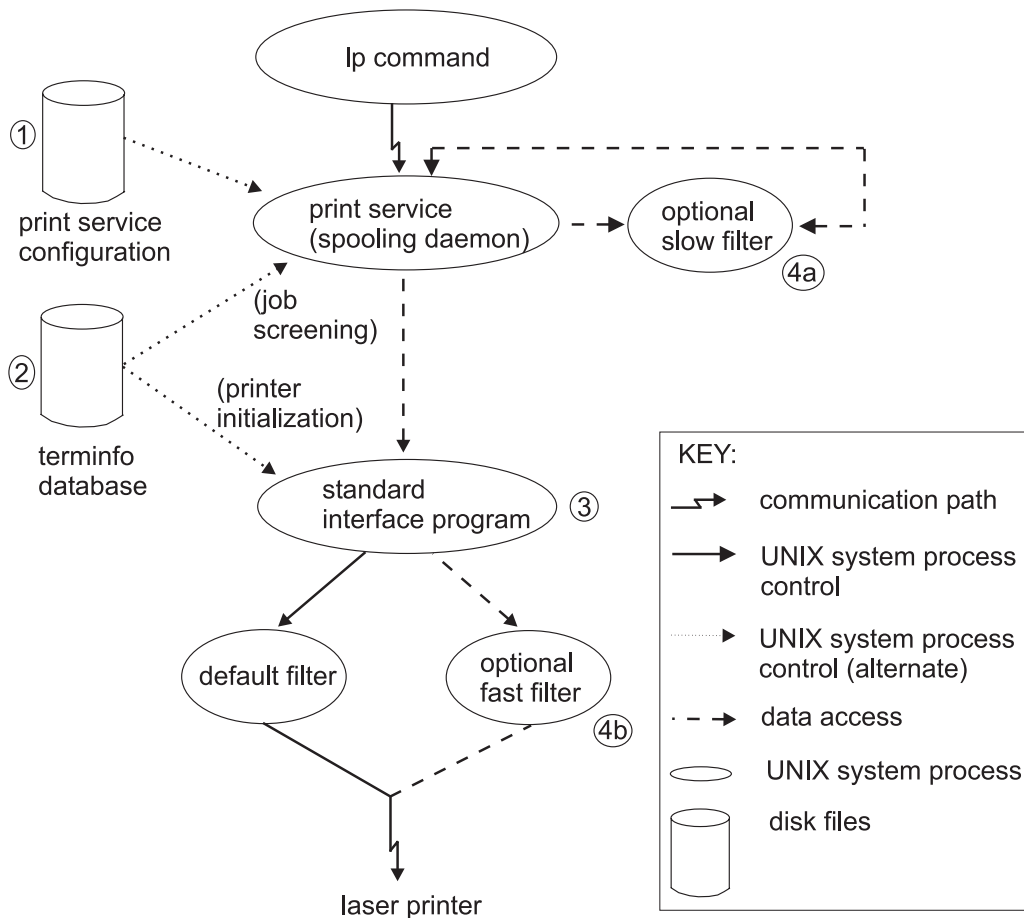 lp command
①
print service
configuration
print service
(spooling daemon)
optional
slow filter
4a
(job
screening)
②
terminfo
database
(printer
initialization)
standard
interface program
③
default filter
optional
fast filter
4b
laser printer
KEY:
communication path
UNIX system process
control
UNIX system process
control (alternate)
data access
UNIX system process
disk files